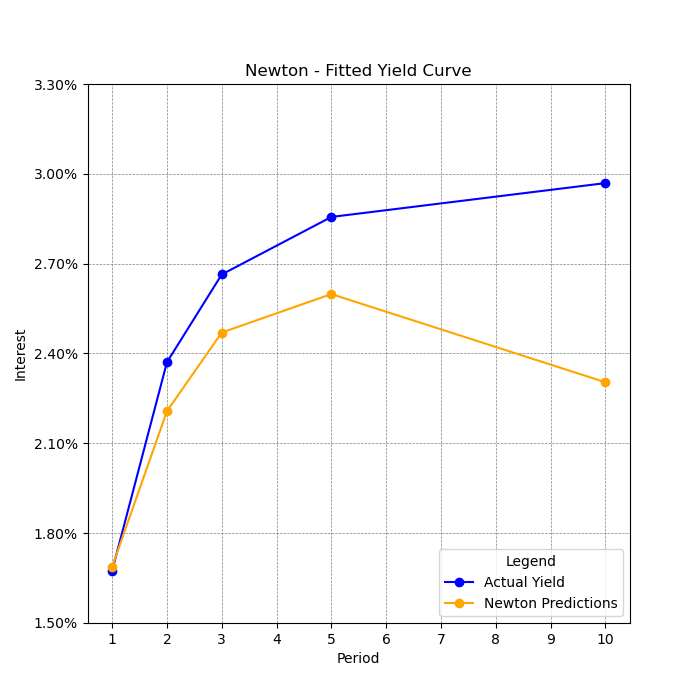 Newton - Fitted Yield Curve
3.30%
3.00%
2.70%
2.40%
2.10%
1.80%
1.50%
Interest
1 2 3 4 5 6 7 8 9 10
Period
Legend
Actual Yield
Newton Predictions